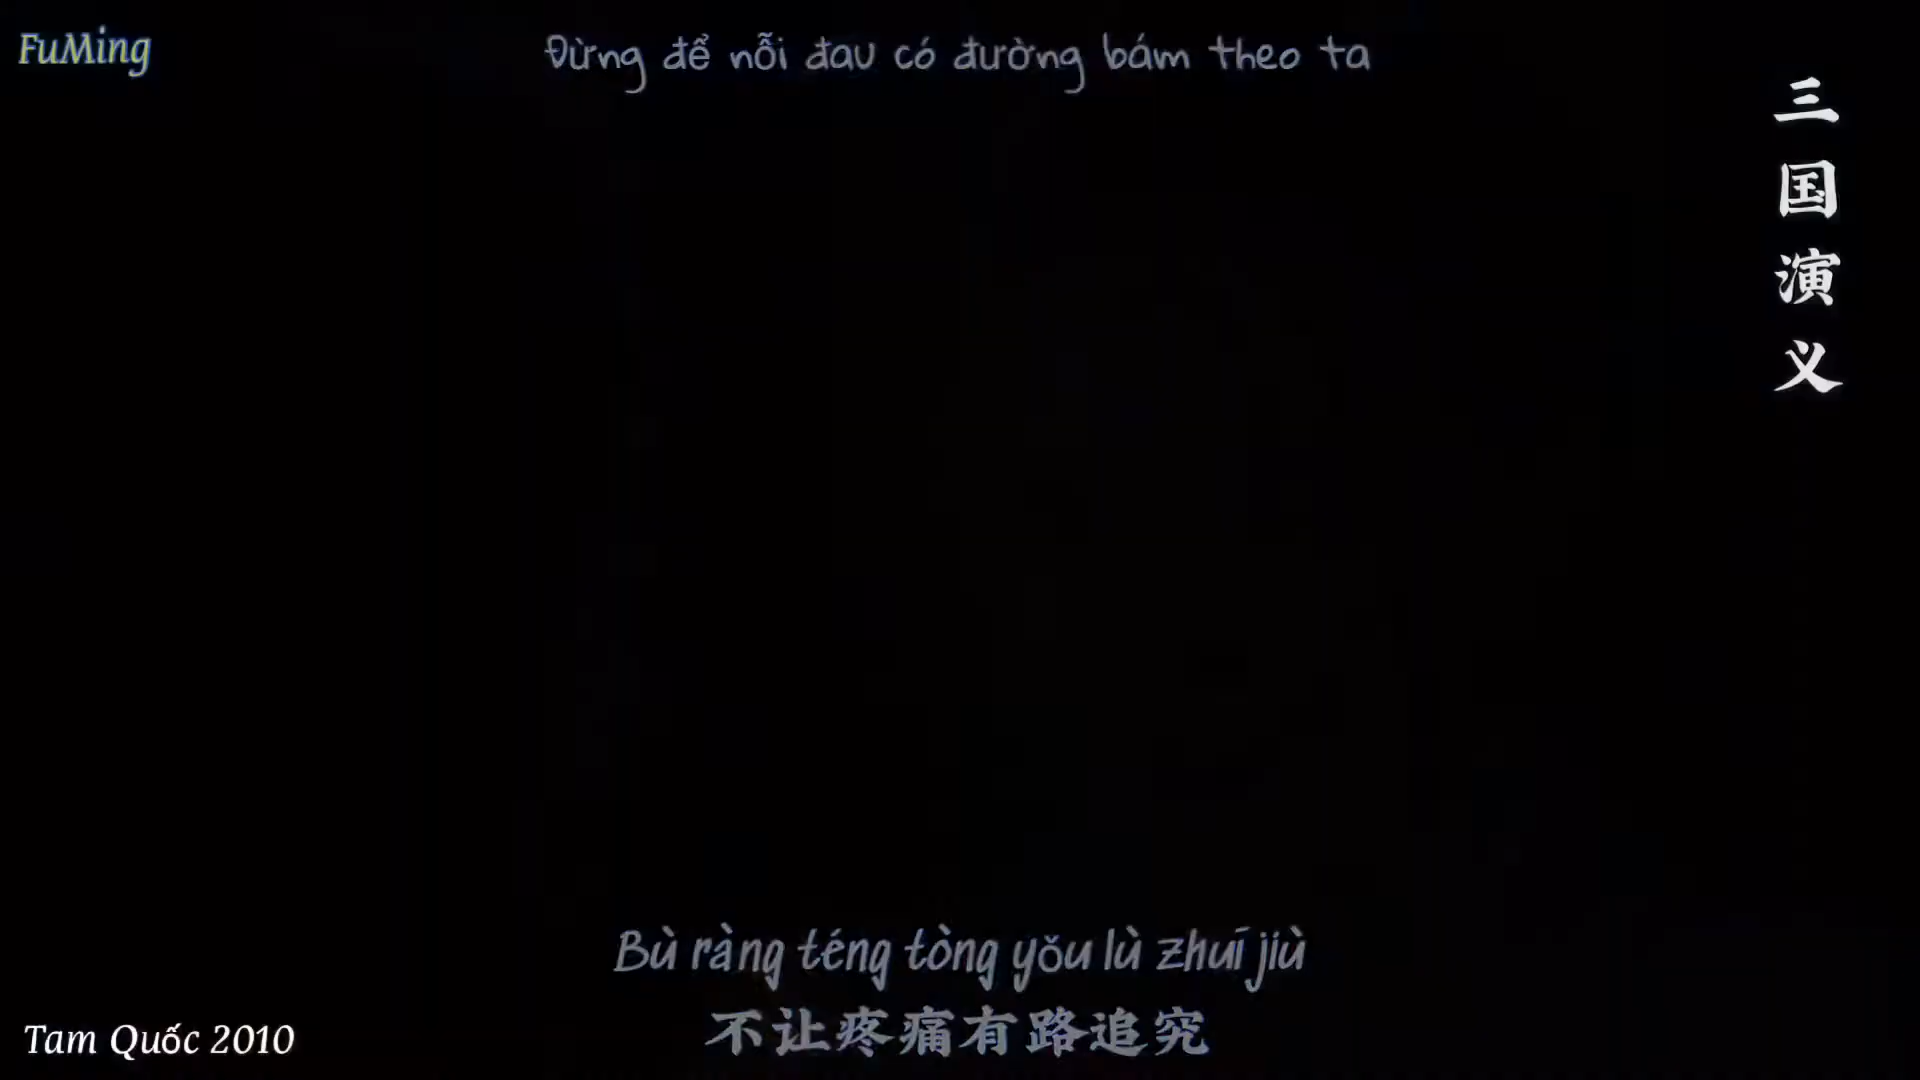 FuMing
Đừng để nỗi đau có đường bám theo ta
三国演义
Bù ràng téng tòng yǒu lù zhuī jiù
不让疼痛有路追究
Tam Quốc 2010